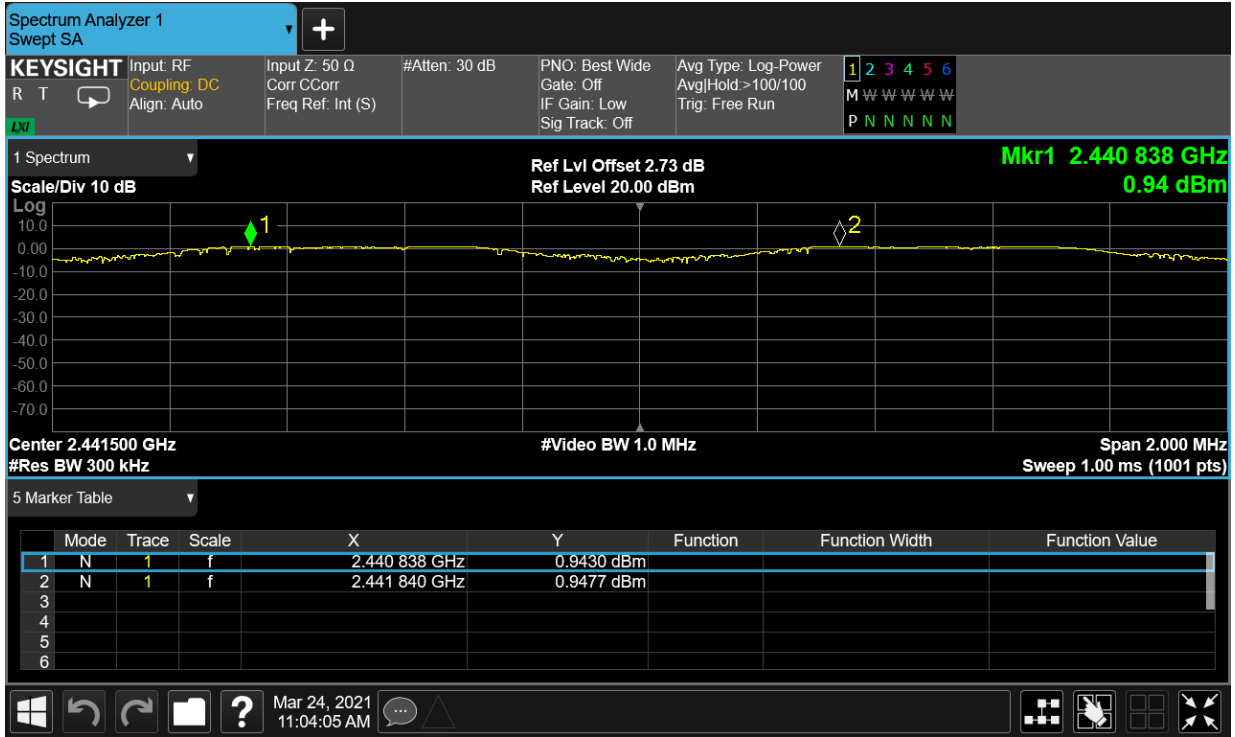 Spectrum Analyzer 1
Swept SA
KEYSIGHT
R T
LXI
Input: RF
Coupling: DC
Align: Auto
Input Z: 50 Ω
Corr CCorr
Freq Ref: Int (S)
#Atten: 30 dB
PNO: Best Wide
Gate: Off
IF Gain: Low
Sig Track: Off
Avg Type: Log-Power
Avg|Hold:>100/100
Trig: Free Run
1 2 3 4 5 6
M W W W W W
P N N N N N
1 Spectrum
Scale/Div 10 dB
Ref Lvl Offset 2.73 dB
Ref Level 20.00 dBm
Mkr1 2.440 838 GHz
0.94 dBm
Log
10.0
0.00
-10.0
-20.0
-30.0
-40.0
-50.0
-60.0
-70.0
1
2
Center 2.441500 GHz
#Res BW 300 kHz
#Video BW 1.0 MHz
Span 2.000 MHz
Sweep 1.00 ms (1001 pts)
5 Marker Table
Mode Trace Scale X Y Function Function Width Function Value
1 N 1 f 2.440 838 GHz 0.9430 dBm
2 N 1 f 2.441 840 GHz 0.9477 dBm
3
4
5
6
?
Mar 24, 2021
11:04:05 AM